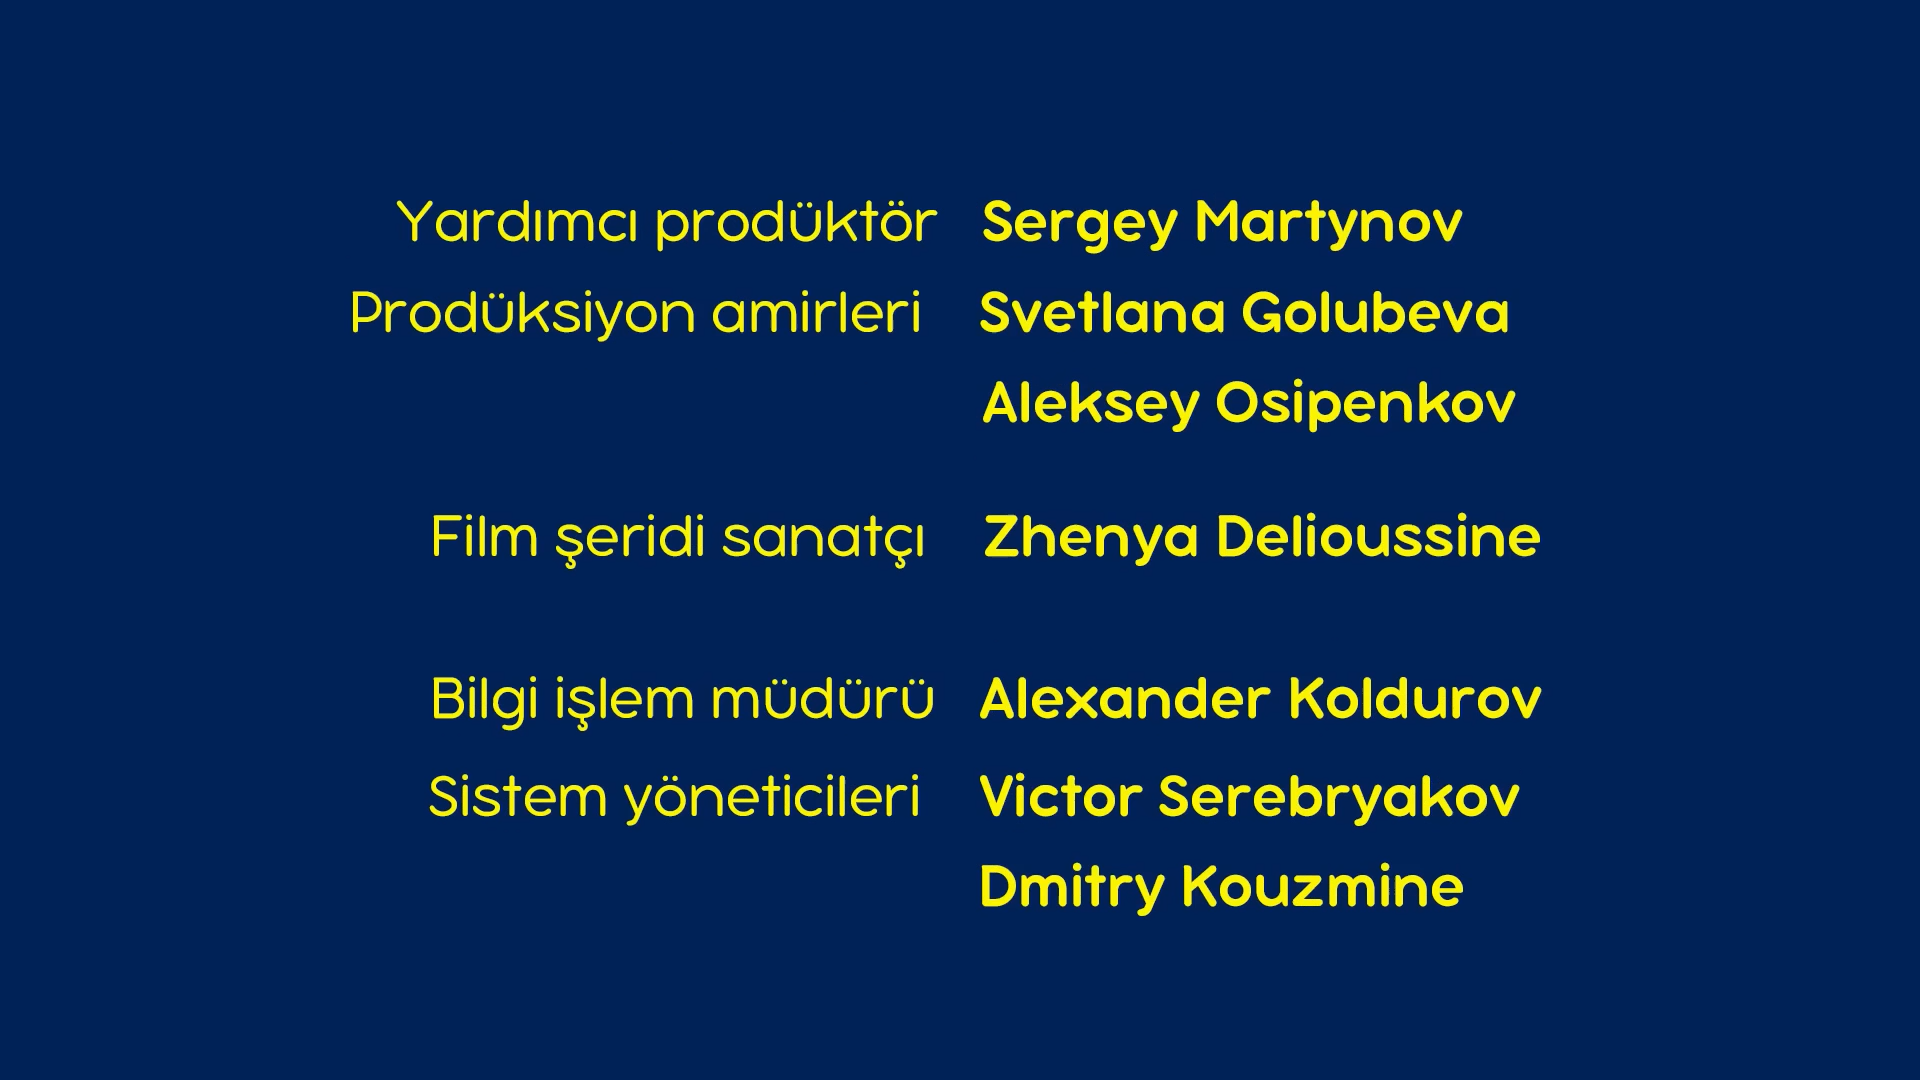 Yardımcı prodüktör Sergey Martynov
Prodüksiyon amirleri Svetlana Golubeva
Aleksey Osipenkov
Film şeridi sanatçı Zhenya Delioussine
Bilgi işlem müdürü Alexander Koldurov
Sistem yöneticileri Victor Serebryakov
Dmitry Kouzmine